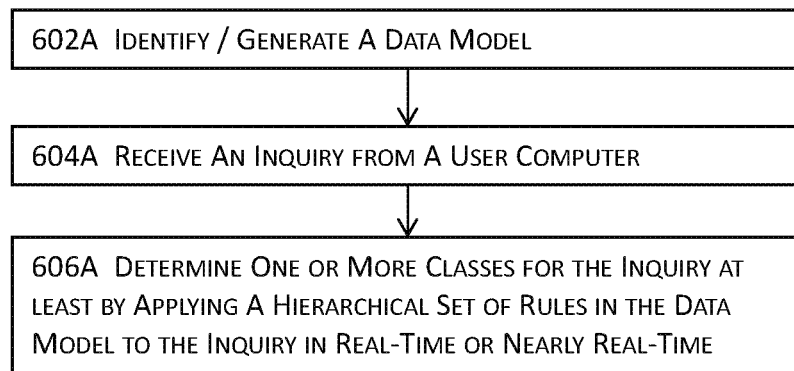 602A IDENTIFY / GENERATE A DATA MODEL
604A RECEIVE AN INQUIRY FROM A USER COMPUTER
606A DETERMINE ONE OR MORE CLASSES FOR THE INQUIRY AT
LEAST BY APPLYING A HIERARCHICAL SET OF RULES IN THE DATA
MODEL TO THE INQUIRY IN REAL-TIME OR NEARLY REAL-TIME